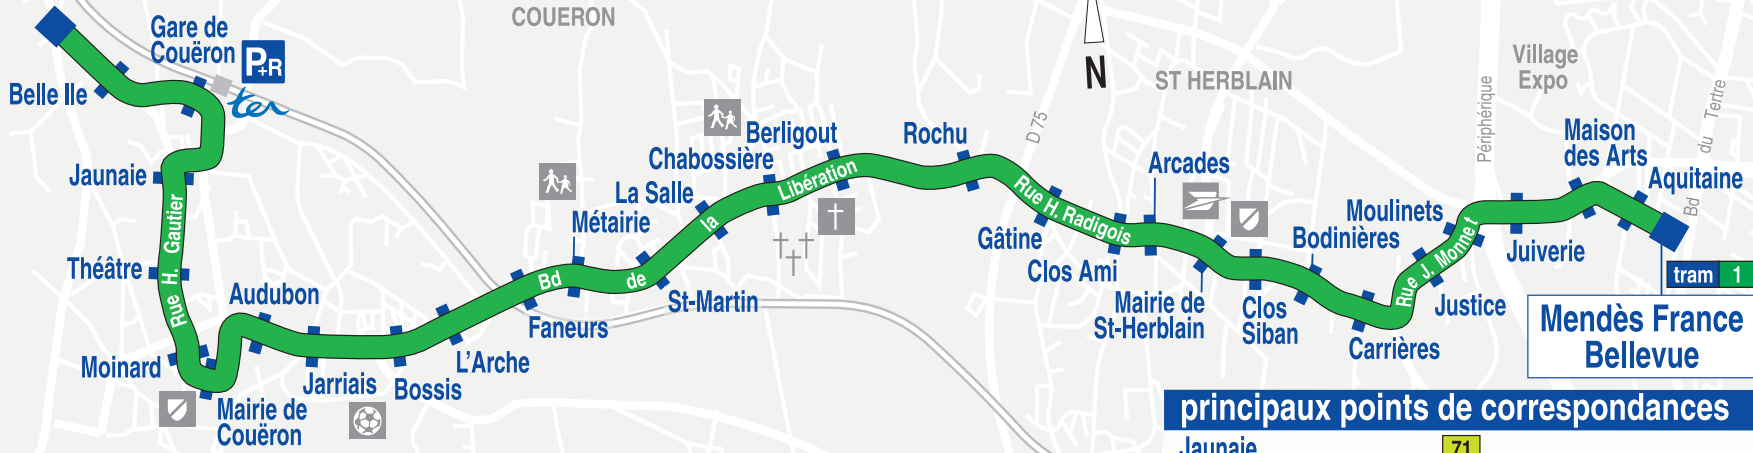 COUERON
Gare de
Couëron
P+R
ter
Belle Ile
Jaunaie
Rue H. Gautier
Théâtre
Moinard
Mairie de
Couëron
Audubon
Jarriais
Bossis
L'Arche
Faneurs
Bd de la Libération
Métairie
St-Martin
La Salle
Chabossière
Berligout
Rochu
N
D 75
ST HERBLAIN
Rue H. Radigois
Gâtine
Clos Ami
Arcades
Mairie de
St-Herblain
Clos
Siban
Bodinières
Carrières
Moulinets
Rue J. Monnet
Justice
Périphérique
Village
Expo
Juiverie
Maison
des Arts
Aquitaine
Bd du Tertre
tram 1
Mendès France
Bellevue
principaux points de correspondances
Jaunaie 71